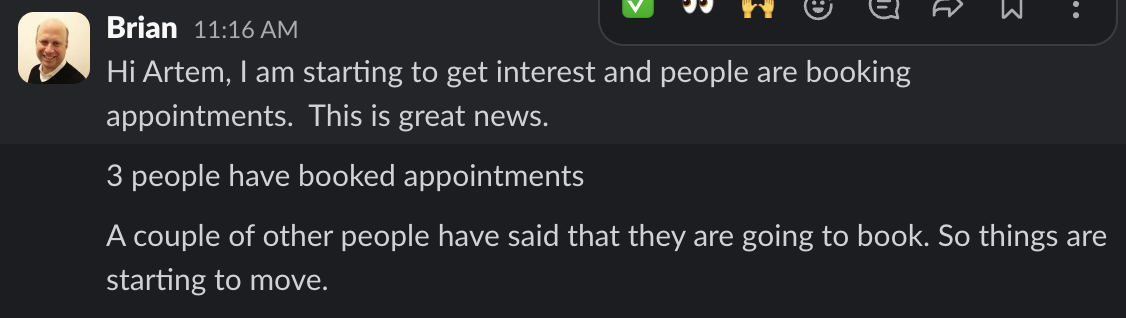 Brian 11:16 AM
Hi Artem, I am starting to get interest and people are booking
appointments.  This is great news.
3 people have booked appointments
A couple of other people have said that they are going to book. So things are
starting to move.